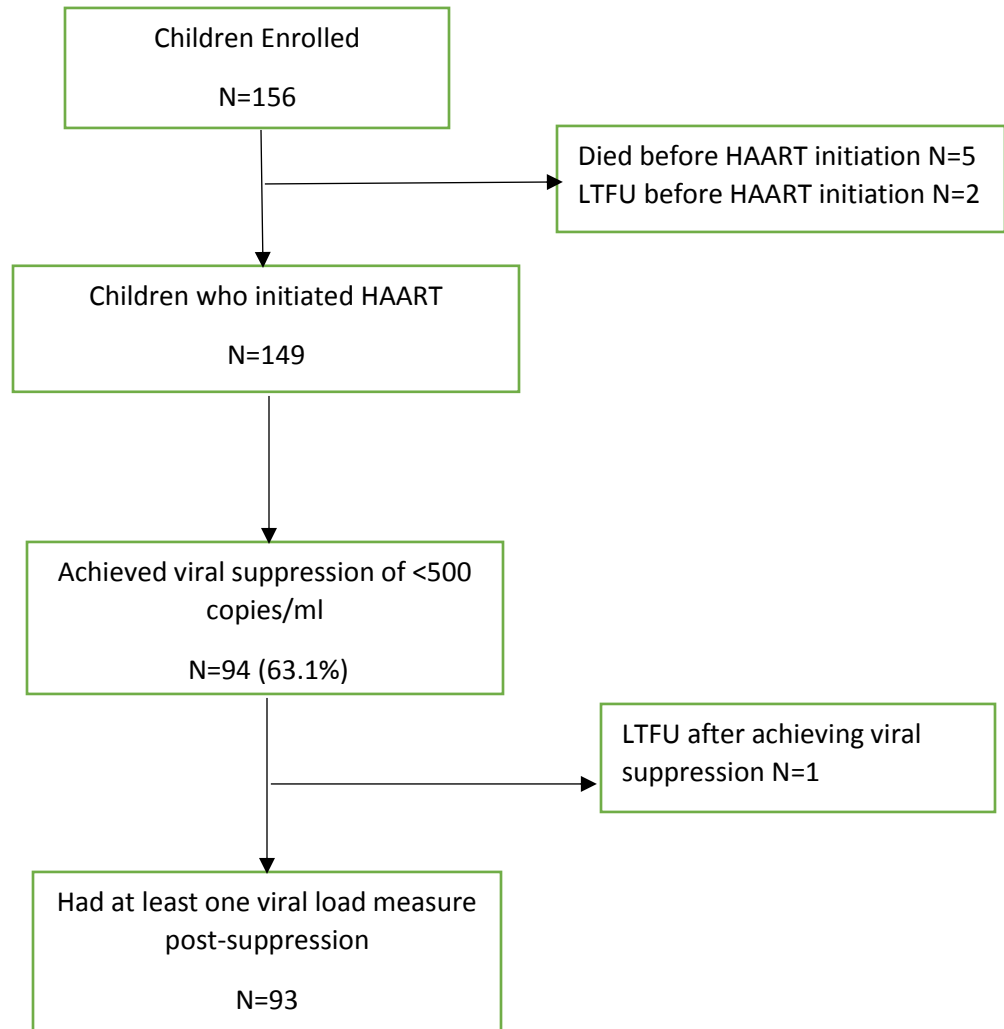 Children Enrolled
N=156
Died before HAART initiation N=5
LTFU before HAART initiation N=2
Children who initiated HAART
N=149
Achieved viral suppression of <500
copies/ml
N=94 (63.1%)
LTFU after achieving viral
suppression N=1
Had at least one viral load measure
post-suppression
N=93